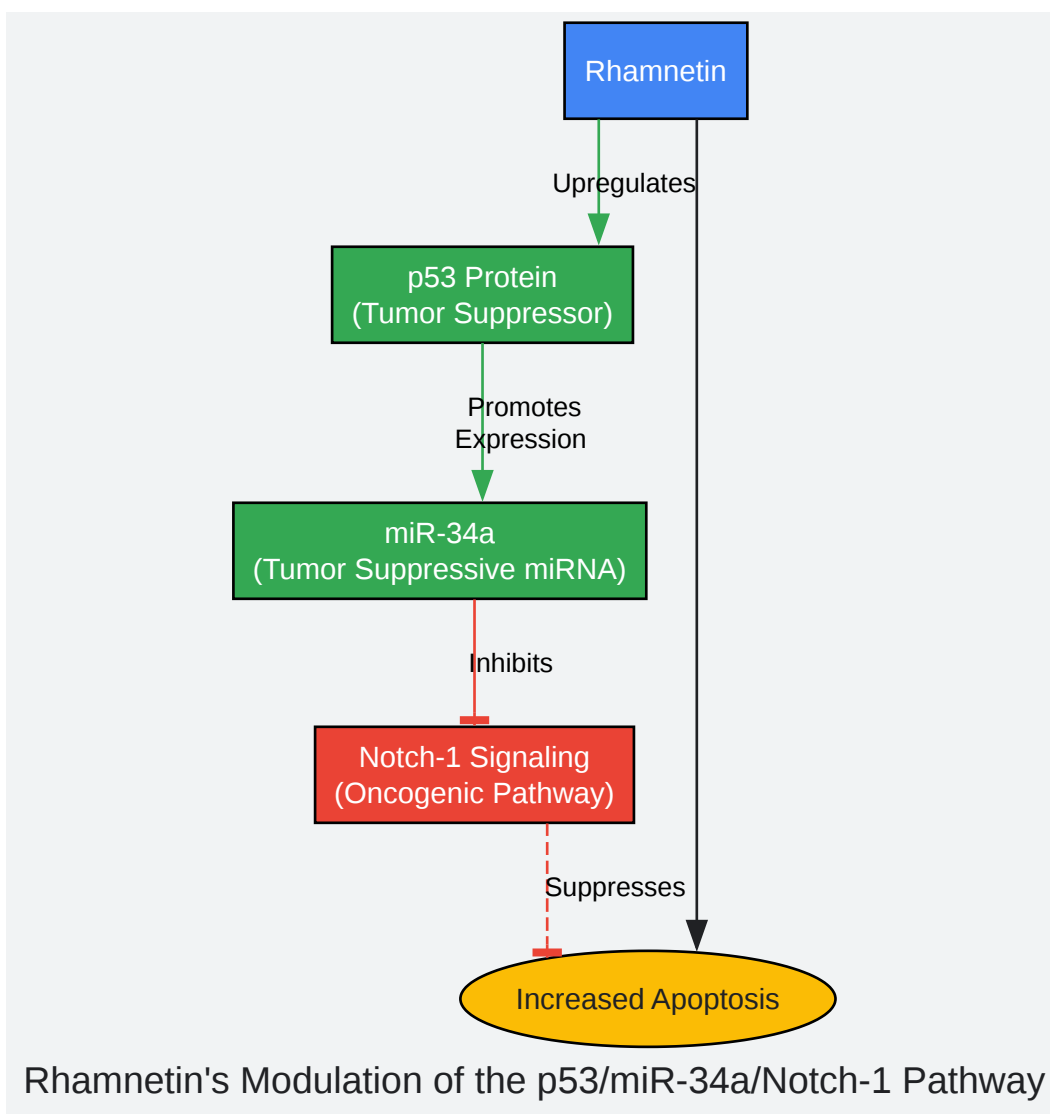 Rhamnetin
Upregulates
p53 Protein
(Tumor Suppressor)
Promotes
Expression
miR-34a
(Tumor Suppressive miRNA)
Inhibits
Notch-1 Signaling
(Oncogenic Pathway)
Suppresses
Increased Apoptosis
Rhamnetin's Modulation of the p53/miR-34a/Notch-1 Pathway